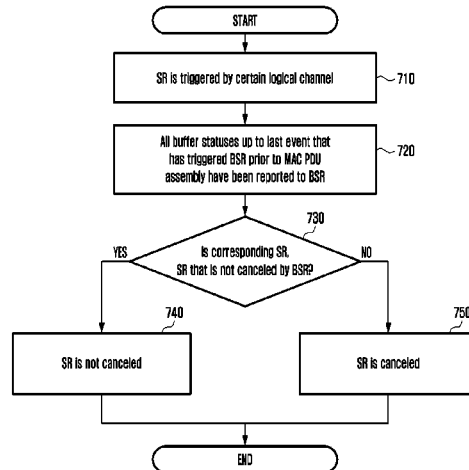 START
SR is triggered by certain logical channel
710
All buffer statuses up to last event that
has triggered BSR prior to MAC PDU
assembly have been reported to BSR
720
730
Is corresponding SR,
SR that is not canceled by BSR?
YES
NO
740
SR is not canceled
750
SR is canceled
END